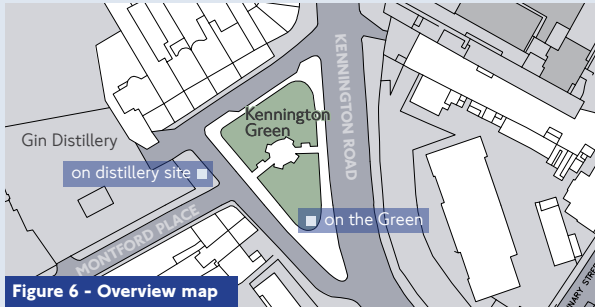 KENNINGTON ROAD
Kennington
Green
Gin Distillery
on distillery site
on the Green
MONTFORD PLACE
Figure 6 - Overview map